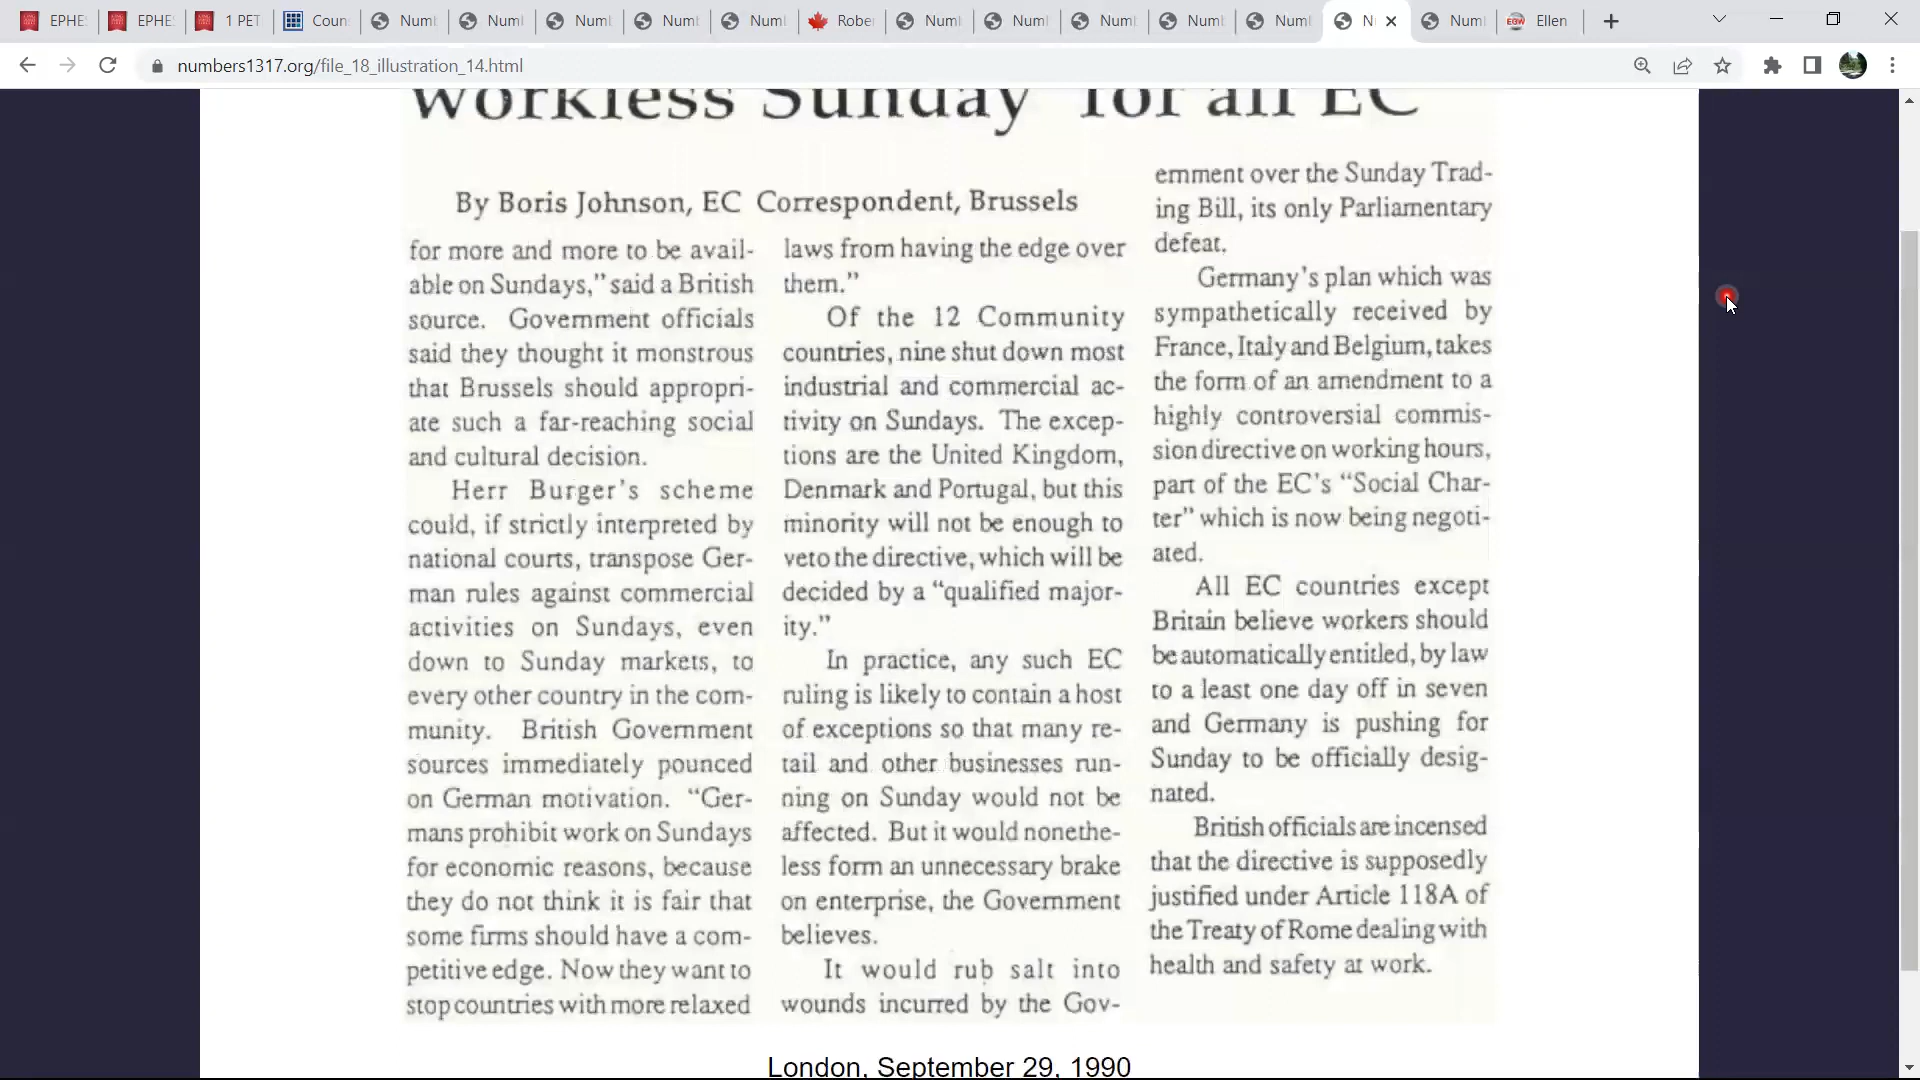 EPHES
EPHES
1 PET
Coun
Numb
Numb
Numb
Numb
Numb
Rober
Numb
Numb
Numb
Numb
Numb
N
Numb
Ellen
numbers1317.org/file_18_illustration_14.html
workless Sunday" for all EC
By Boris Johnson, EC Correspondent, Brussels
for more and more to be avail-
able on Sundays," said a British
source. Government officials
said they thought it monstrous
that Brussels should appropri-
ate such a far-reaching social
and cultural decision.
Herr Burger's scheme
could, if strictly interpreted by
national courts, transpose Ger-
man rules against commercial
activities on Sundays, even
down to Sunday markets, to
every other country in the com-
munity. British Government
sources immediately pounced
on German motivation. "Ger-
mans prohibit work on Sundays
for economic reasons, because
they do not think it is fair that
some firms should have a com-
petitive edge. Now they want to
stop countries with more relaxed
laws from having the edge over
them."
Of the 12 Community
countries, nine shut down most
industrial and commercial ac-
tivity on Sundays. The excep-
tions are the United Kingdom,
Denmark and Portugal, but this
minority will not be enough to
veto the directive, which will be
decided by a "qualified major-
ity."
In practice, any such EC
ruling is likely to contain a host
of exceptions so that many re-
tail and other businesses run-
ning on Sunday would not be
affected. But it would nonethe-
less form an unnecessary brake
on enterprise, the Government
believes.
It would rub salt into
wounds incurred by the Gov-
ernment over the Sunday Trad-
ing Bill, its only Parliamentary
defeat.
Germany's plan which was
sympathetically received by
France, Italy and Belgium, takes
the form of an amendment to a
highly controversial commis-
sion directive on working hours,
part of the EC's "Social Char-
ter" which is now being negoti-
ated.
All EC countries except
Britain believe workers should
be automatically entitled, by law
to a least one day off in seven
and Germany is pushing for
Sunday to be officially desig-
nated.
British officials are incensed
that the directive is supposedly
justified under Article 118A of
the Treaty of Rome dealing with
health and safety at work.
London, September 29, 1990